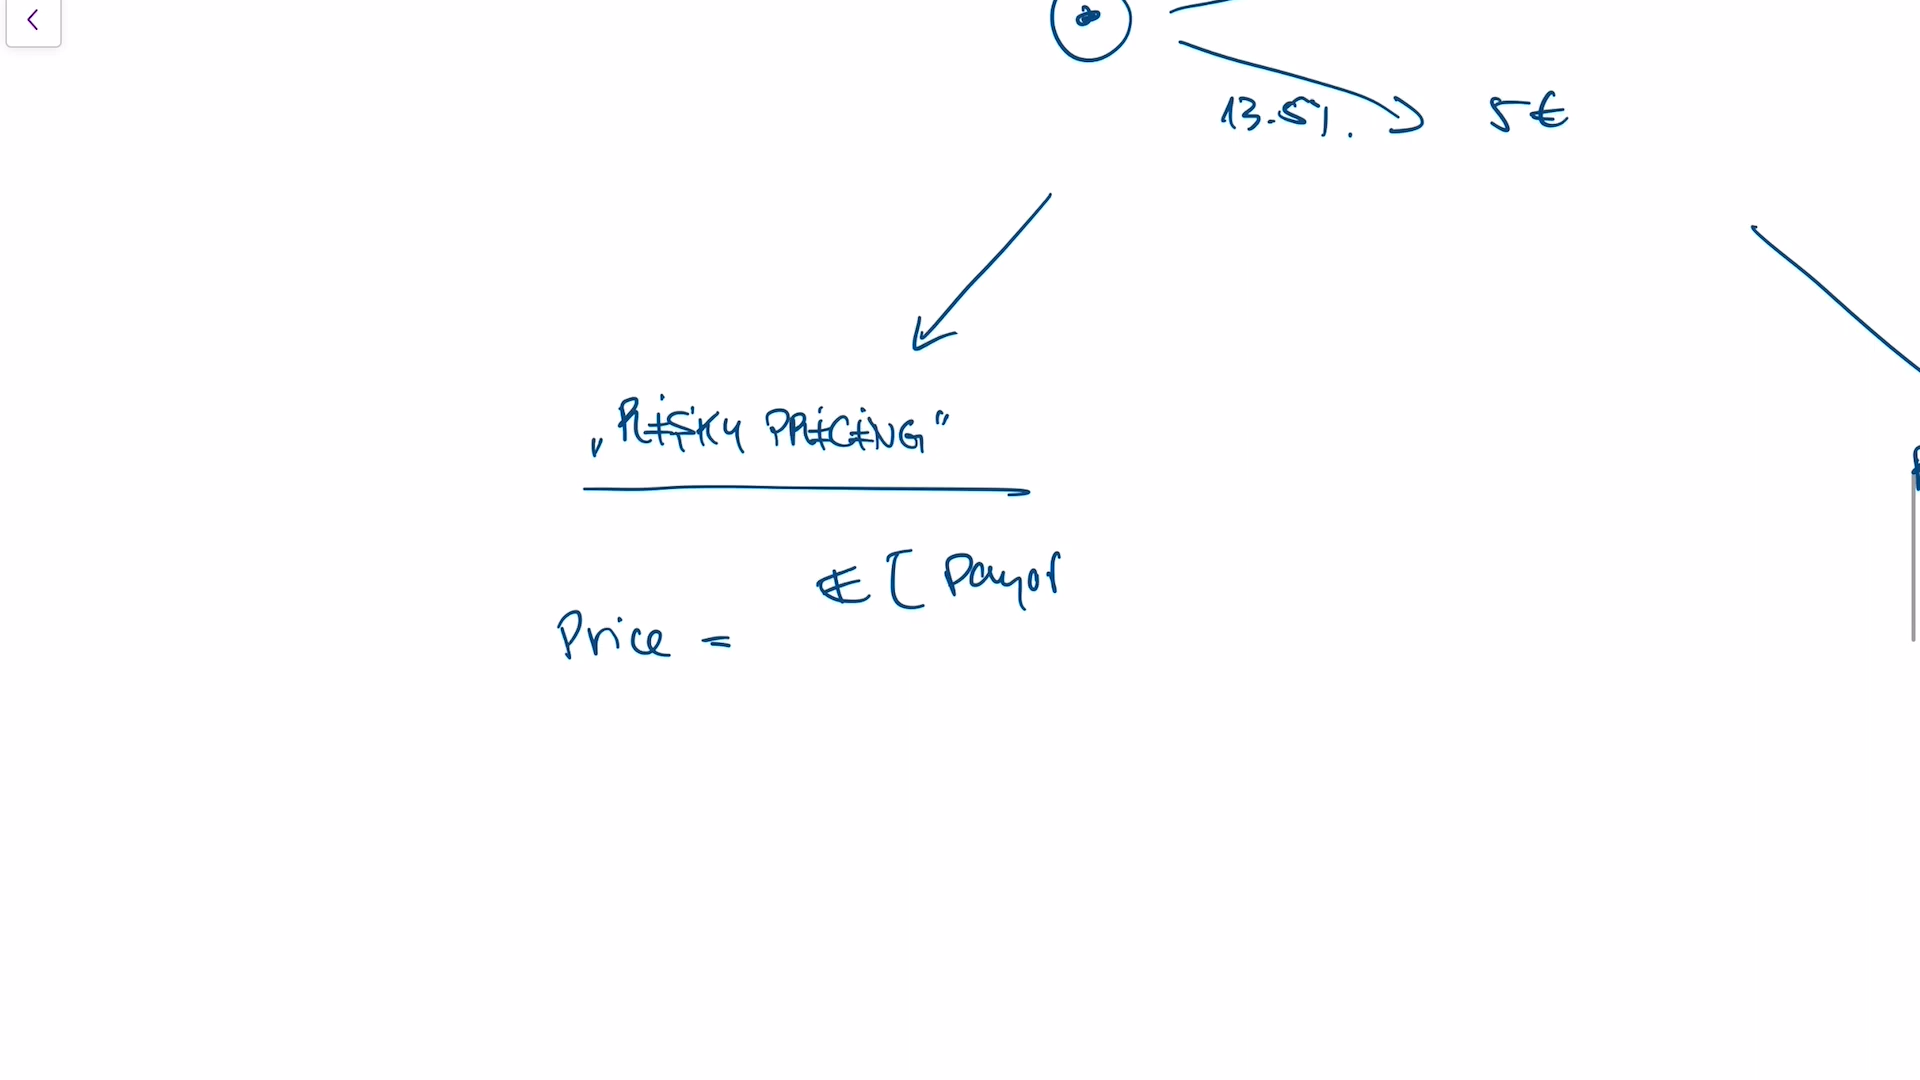 13.5%. 5€
„RISKY PRICING“
E [ Payof
Price =